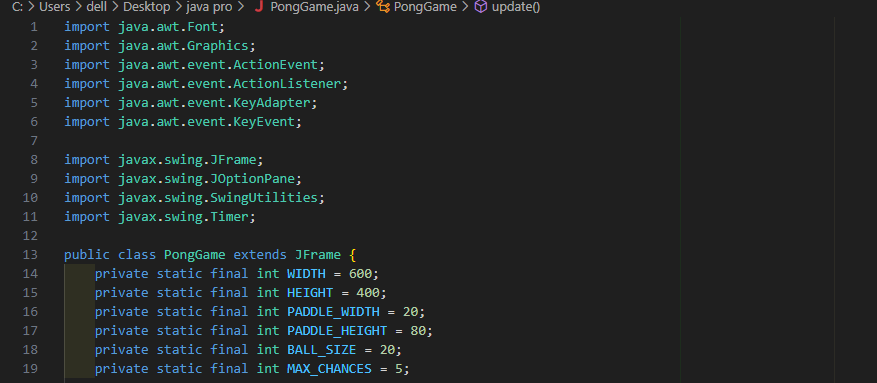 C: > Users > dell > Desktop > java pro > J PongGame.java > PongGame > update()
1 import java.awt.Font;
2 import java.awt.Graphics;
3 import java.awt.event.ActionEvent;
4 import java.awt.event.ActionListener;
5 import java.awt.event.KeyAdapter;
6 import java.awt.event.KeyEvent;
7
8 import javax.swing.JFrame;
9 import javax.swing.JOptionPane;
10 import javax.swing.SwingUtilities;
11 import javax.swing.Timer;
12
13 public class PongGame extends JFrame {
14 private static final int WIDTH = 600;
15 private static final int HEIGHT = 400;
16 private static final int PADDLE_WIDTH = 20;
17 private static final int PADDLE_HEIGHT = 80;
18 private static final int BALL_SIZE = 20;
19 private static final int MAX_CHANCES = 5;